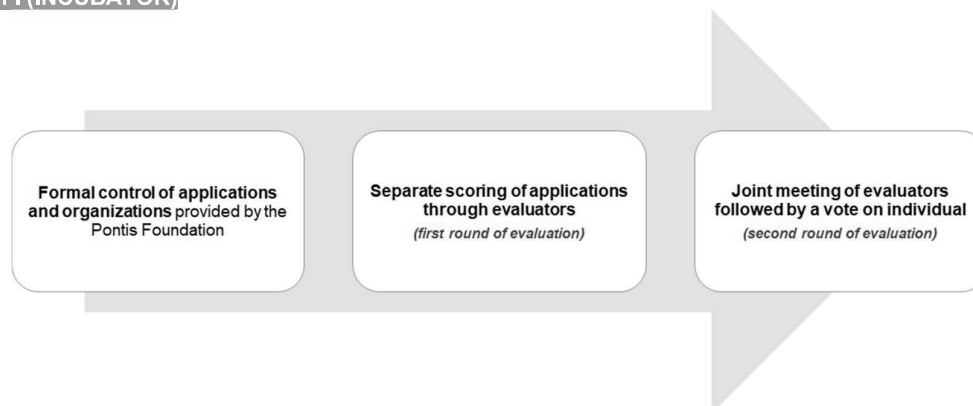 (INCUBATOR)
Formal control of applications
and organizations provided by the
Pontis Foundation
Separate scoring of applications
through evaluators
(first round of evaluation)
Joint meeting of evaluators
followed by a vote on individual
(second round of evaluation)